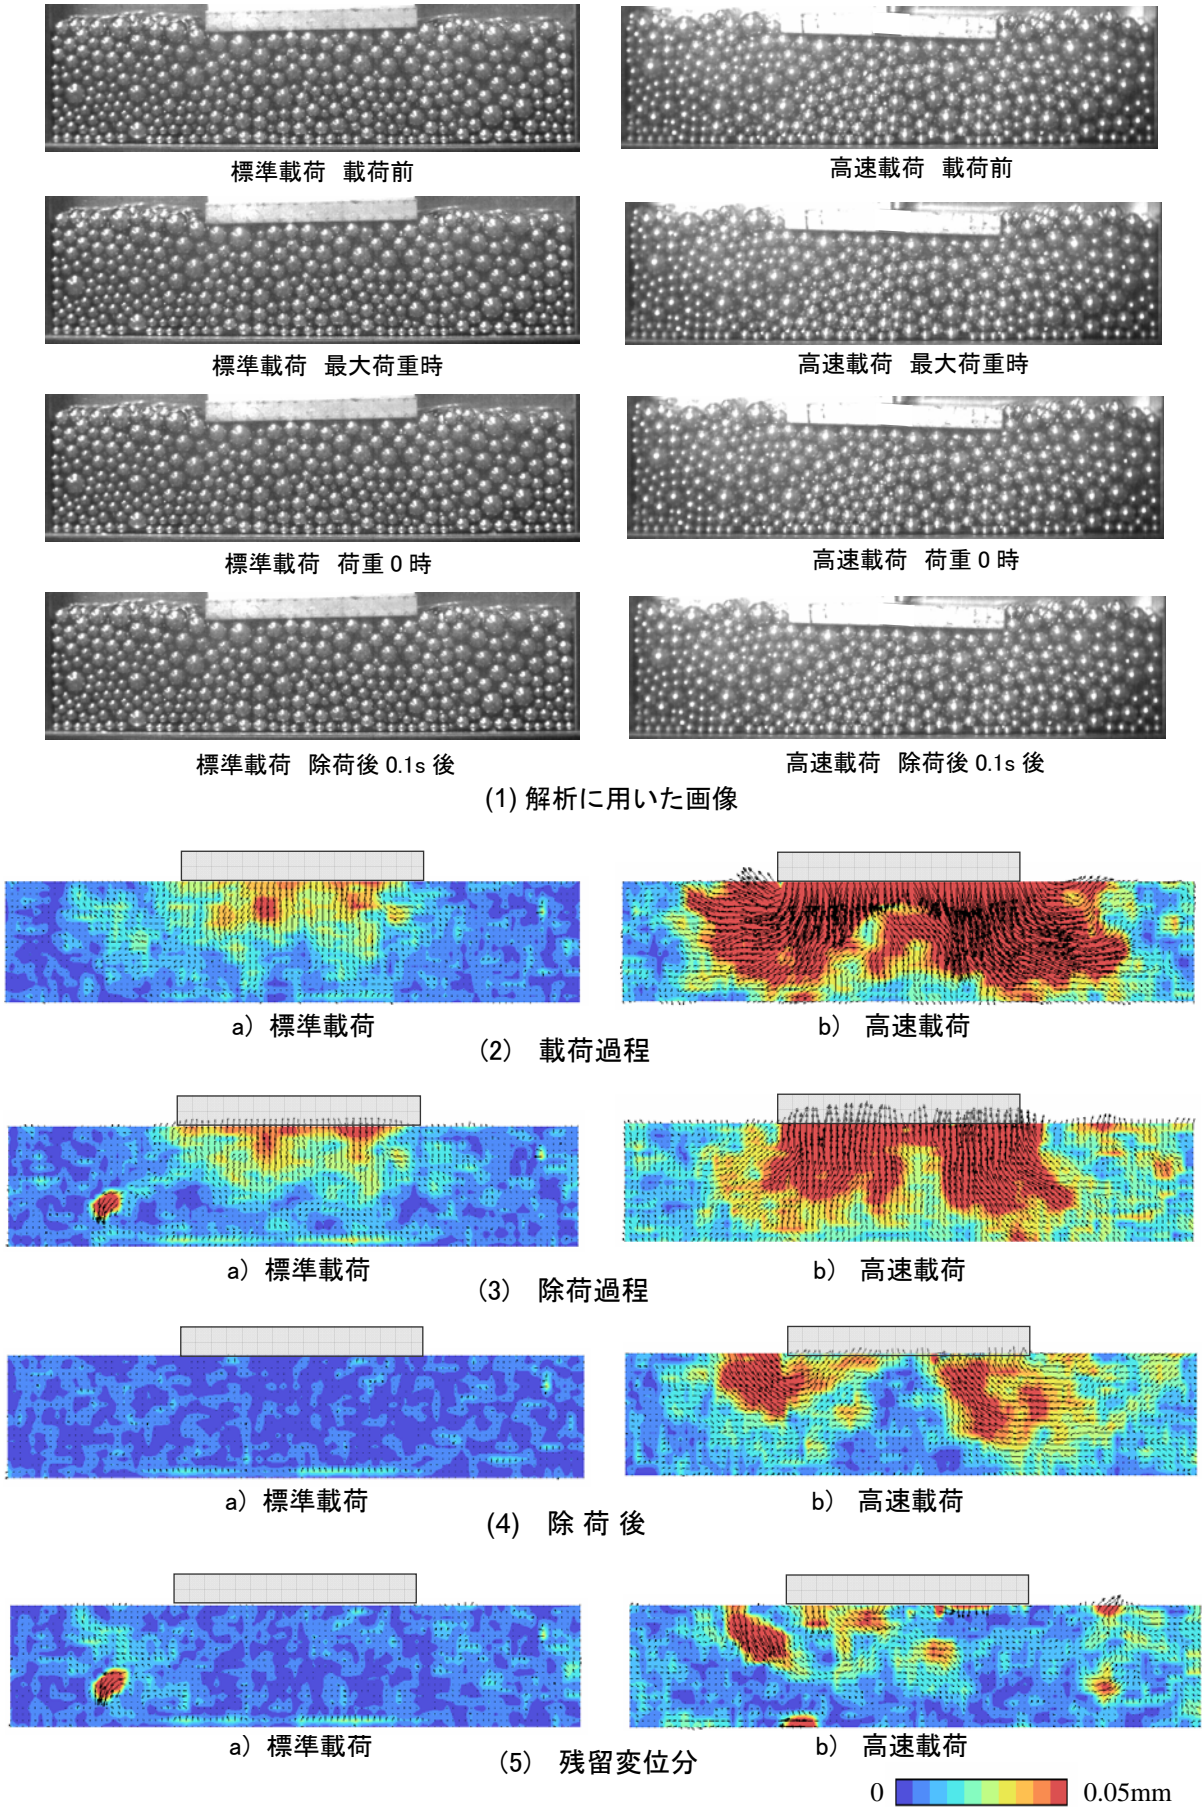 標準載荷 載荷前
高速載荷 載荷前
標準載荷 最大荷重時
高速載荷 最大荷重時
標準載荷 荷重 0 時
高速載荷 荷重 0 時
標準載荷 除荷後 0.1s 後
高速載荷 除荷後 0.1s 後
(1) 解析に用いた画像
a) 標準載荷
b) 高速載荷
(2) 載荷過程
a) 標準載荷
b) 高速載荷
(3) 除荷過程
a) 標準載荷
b) 高速載荷
(4) 除 荷 後
a) 標準載荷
b) 高速載荷
(5) 残留変位分
0 0.05mm